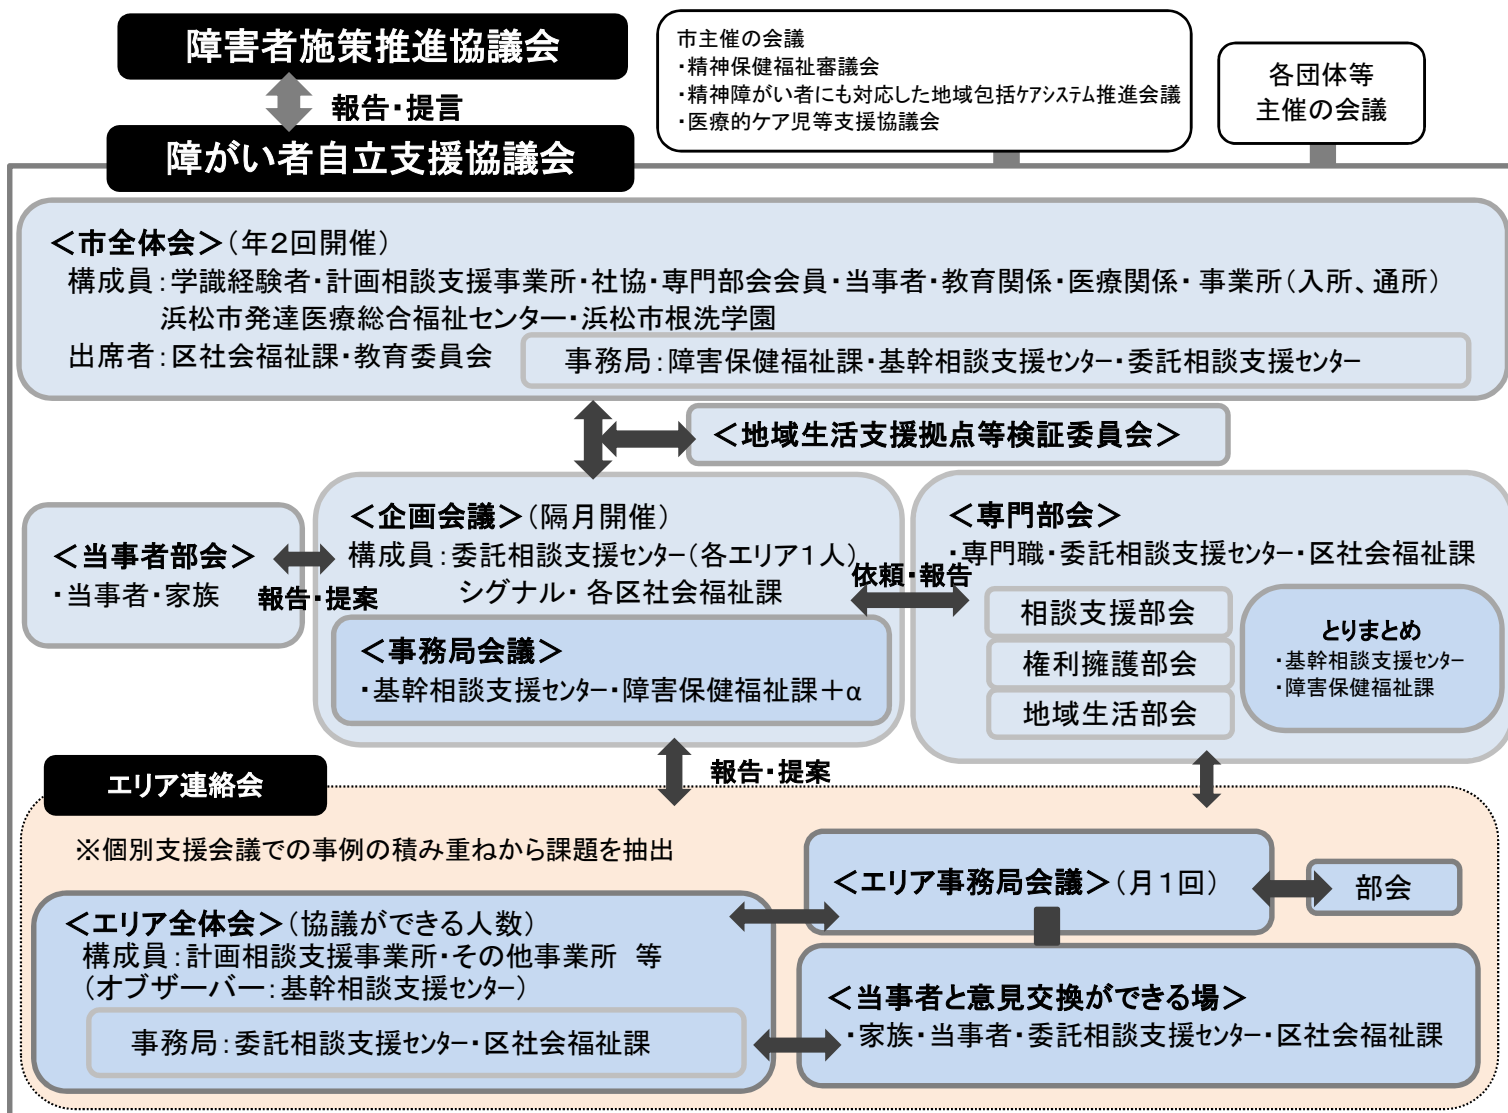 障害者施策推進協議会
報告・提言
障がい者自立支援協議会
市主催の会議
・精神保健福祉審議会
・精神障がい者にも対応した地域包括ケアシステム推進会議
・医療的ケア児等支援協議会
各団体等
主催の会議
＜市全体会＞（年２回開催）
構成員：学識経験者・計画相談支援事業所・社協・専門部会会員・当事者・教育関係・医療関係・事業所（入所、通所）
浜松市発達医療総合福祉センター・浜松市根洗学園
出席者：区社会福祉課・教育委員会
事務局：障害保健福祉課・基幹相談支援センター・委託相談支援センター
＜地域生活支援拠点等検証委員会＞
＜当事者部会＞
・当事者・家族
報告・提案
＜企画会議＞（隔月開催）
構成員：委託相談支援センター（各エリア１人）
シグナル・各区社会福祉課
＜事務局会議＞
・基幹相談支援センター・障害保健福祉課＋α
依頼・報告
＜専門部会＞
・専門職・委託相談支援センター・区社会福祉課
相談支援部会
権利擁護部会
地域生活部会
とりまとめ
・基幹相談支援センター
・障害保健福祉課
報告・提案
エリア連絡会
※個別支援会議での事例の積み重ねから課題を抽出
＜エリア事務局会議＞（月１回）
部会
＜エリア全体会＞（協議ができる人数）
構成員：計画相談支援事業所・その他事業所　等
（オブザーバー：基幹相談支援センター）
事務局：委託相談支援センター・区社会福祉課
＜当事者と意見交換ができる場＞
・家族・当事者・委託相談支援センター・区社会福祉課